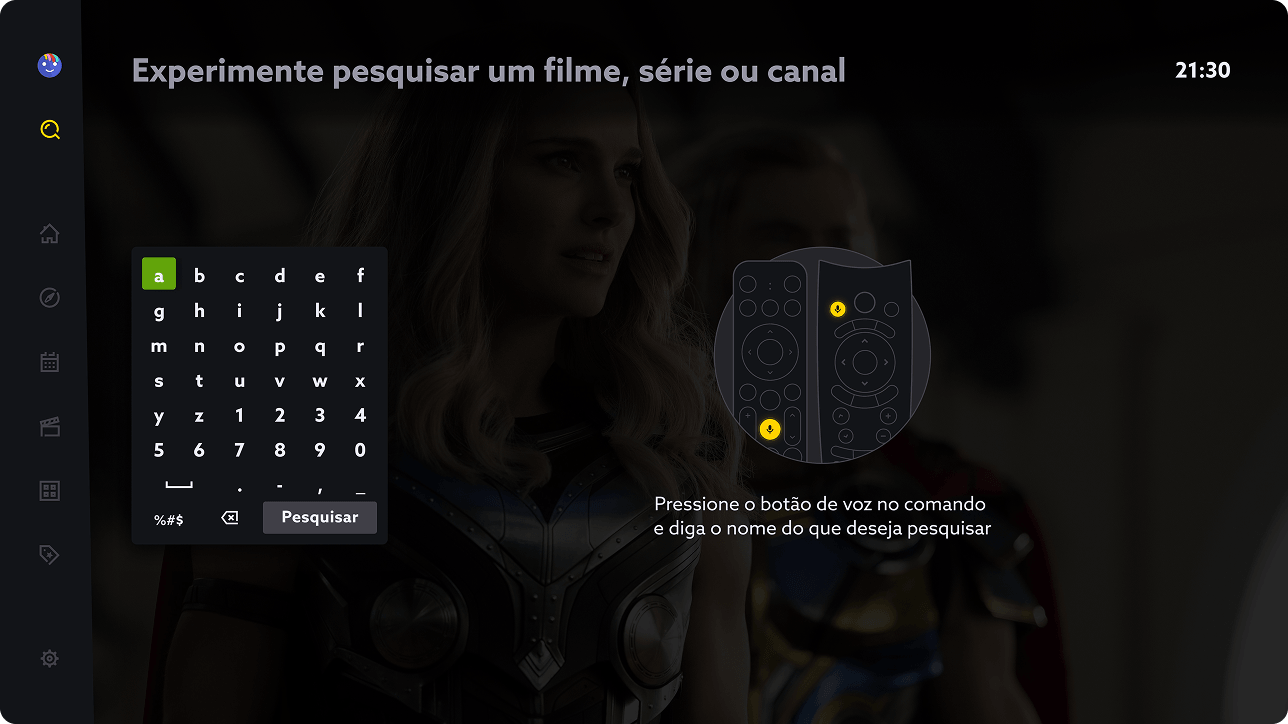 Experimente pesquisar um filme, série ou canal
21:30
a b c d e f
g h i j k l
m n o p q r
s t u v w x
y z 1 2 3 4
5 6 7 8 9 0
. - , _
%#$ Pesquisar
Pressione o botão de voz no comando
e diga o nome do que deseja pesquisar